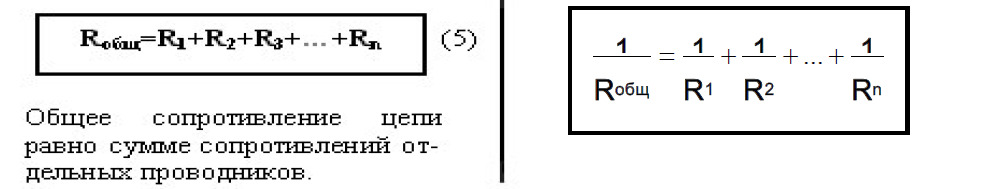 Rобщ=R1+R2+R3+... +Rn (5)
Общее сопротивление цепи
равно сумме сопротивлений от-
дельных проводников.
1/Rобщ = 1/R1 + 1/R2 + ... + 1/Rn